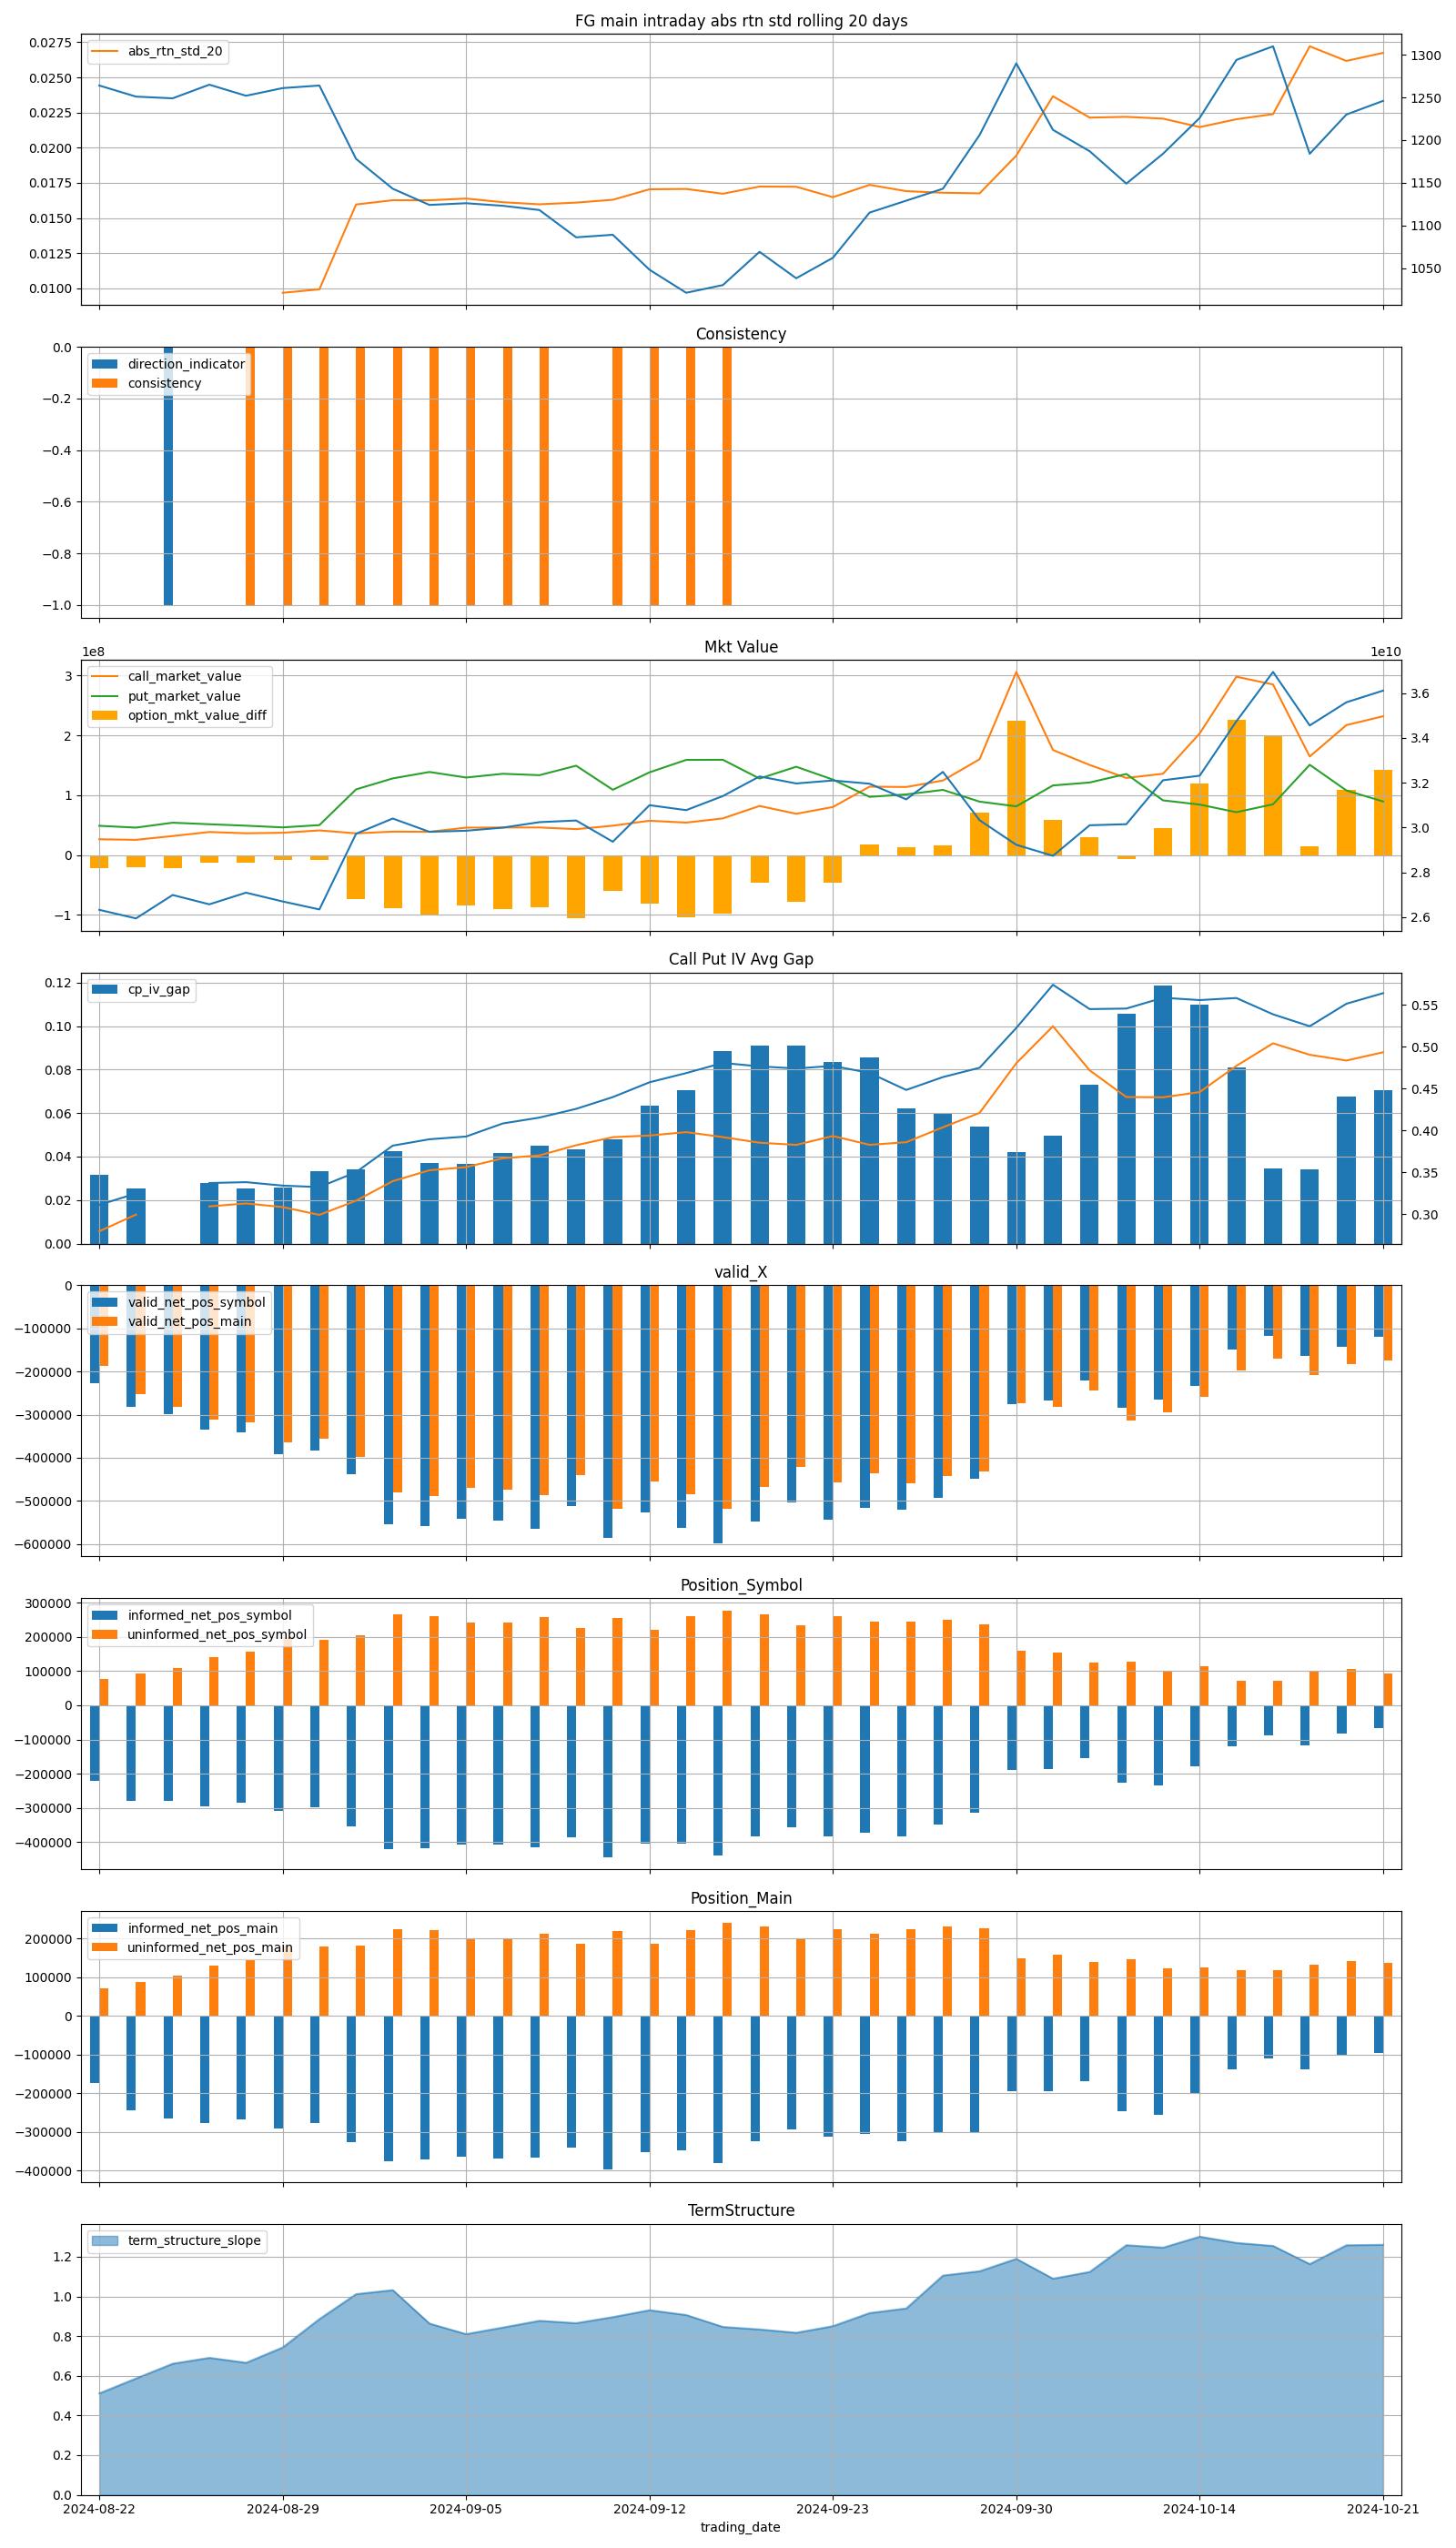 FG main intraday abs rtn std rolling 20 days
abs_rtn_std_20
0.0275
0.0250
0.0225
0.0200
0.0175
0.0150
0.0125
0.0100
1300
1250
1200
1150
1100
1050
Consistency
direction_indicator
consistency
0.0
−0.2
−0.4
−0.6
−0.8
−1.0
Mkt Value
1e8
1e10
call_market_value
put_market_value
option_mkt_value_diff
3
2
1
0
−1
3.6
3.4
3.2
3.0
2.8
2.6
Call Put IV Avg Gap
cp_iv_gap
0.12
0.10
0.08
0.06
0.04
0.02
0.00
0.55
0.50
0.45
0.40
0.35
0.30
valid_X
valid_net_pos_symbol
valid_net_pos_main
0
−100000
−200000
−300000
−400000
−500000
−600000
Position_Symbol
informed_net_pos_symbol
uninformed_net_pos_symbol
300000
200000
100000
0
−100000
−200000
−300000
−400000
Position_Main
informed_net_pos_main
uninformed_net_pos_main
200000
100000
0
−100000
−200000
−300000
−400000
TermStructure
term_structure_slope
1.2
1.0
0.8
0.6
0.4
0.2
0.0
2024-08-22 2024-08-29 2024-09-05 2024-09-12 2024-09-23 2024-09-30 2024-10-14 2024-10-21
trading_date